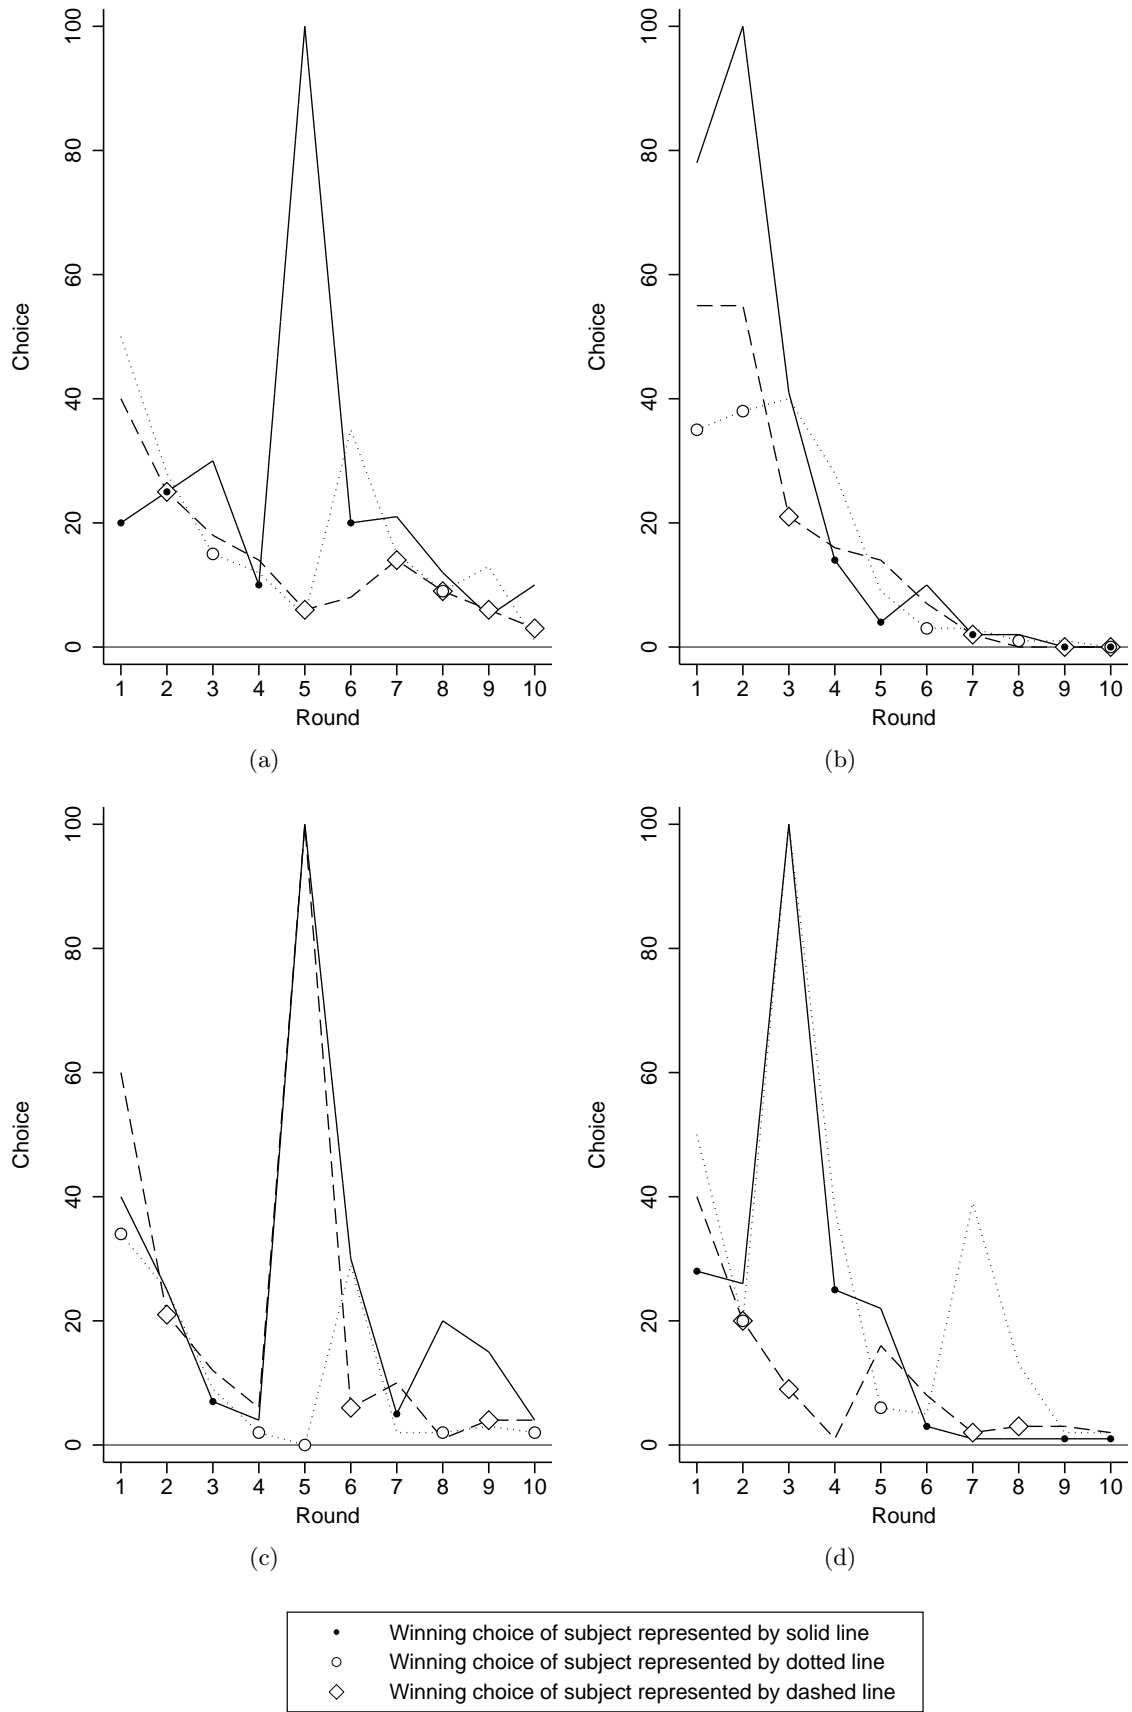 100
80
60
40
20
0
Choice
1 2 3 4 5 6 7 8 9 10
Round
(a)
100
80
60
40
20
0
Choice
1 2 3 4 5 6 7 8 9 10
Round
(b)
100
80
60
40
20
0
Choice
1 2 3 4 5 6 7 8 9 10
Round
(c)
100
80
60
40
20
0
Choice
1 2 3 4 5 6 7 8 9 10
Round
(d)
Winning choice of subject represented by solid line
Winning choice of subject represented by dotted line
Winning choice of subject represented by dashed line